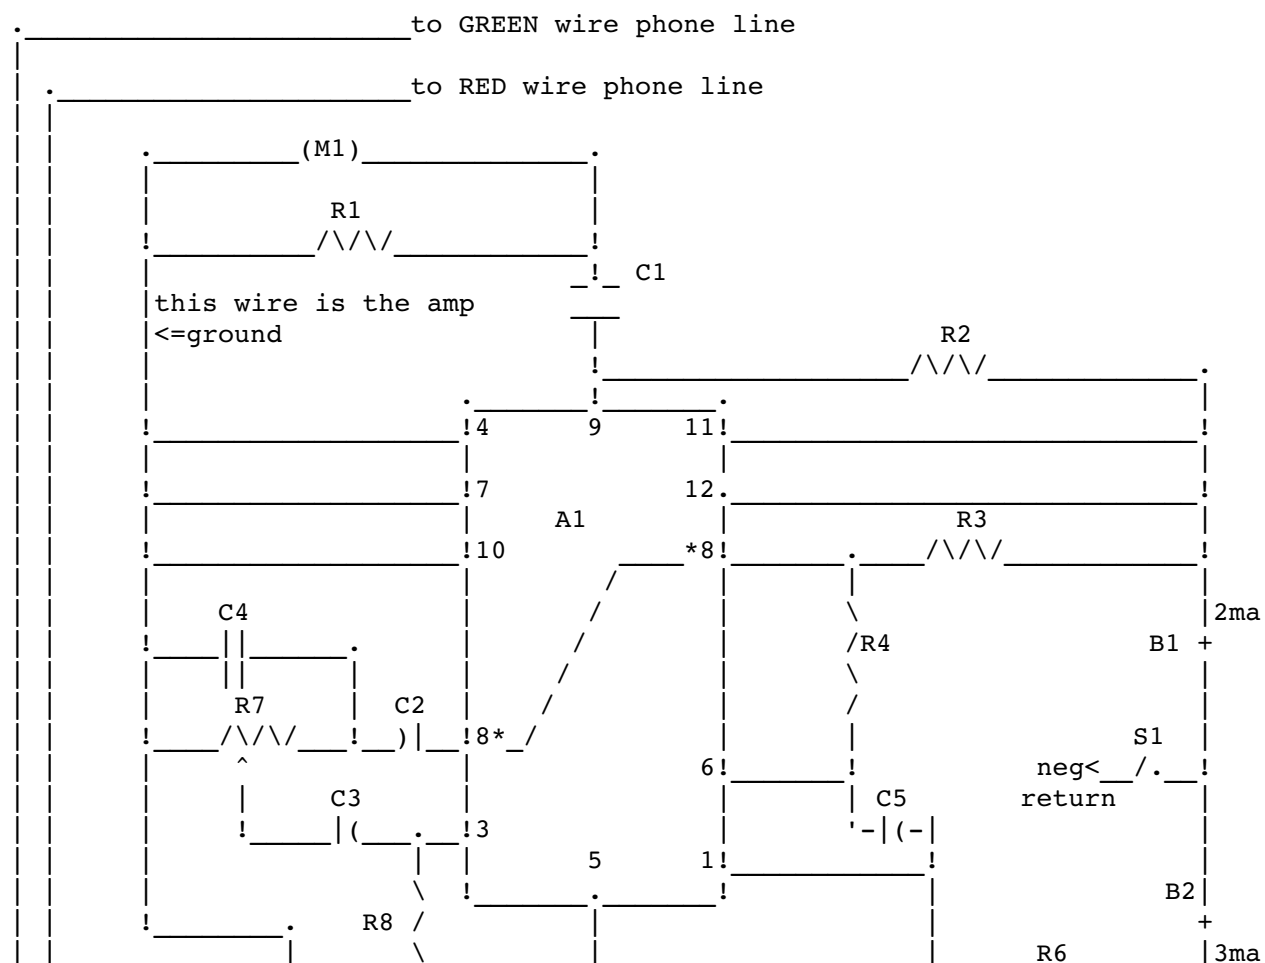 to GREEN wire phone line
to RED wire phone line
(M1)
R1
C1
this wire is the amp
<=ground
R2
4 9 11
7 12
A1 R3
10 *8
C4 2ma
R4 B1 +
R7 C2
8* S1
6 neg<
C3 return C5
3
5 1
B2
R8 +
R6 3ma